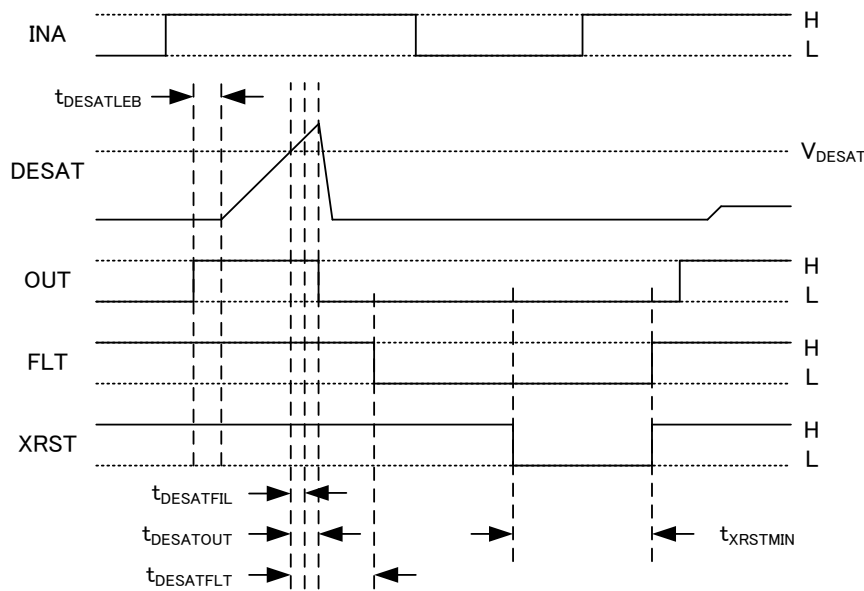 INA
H
L
tDESATLEB
DESAT
VDESAT
OUT
H
L
FLT
H
L
XRST
H
L
tDESATFIL
tDESATOUT
tXRSTMIN
tDESATFLT